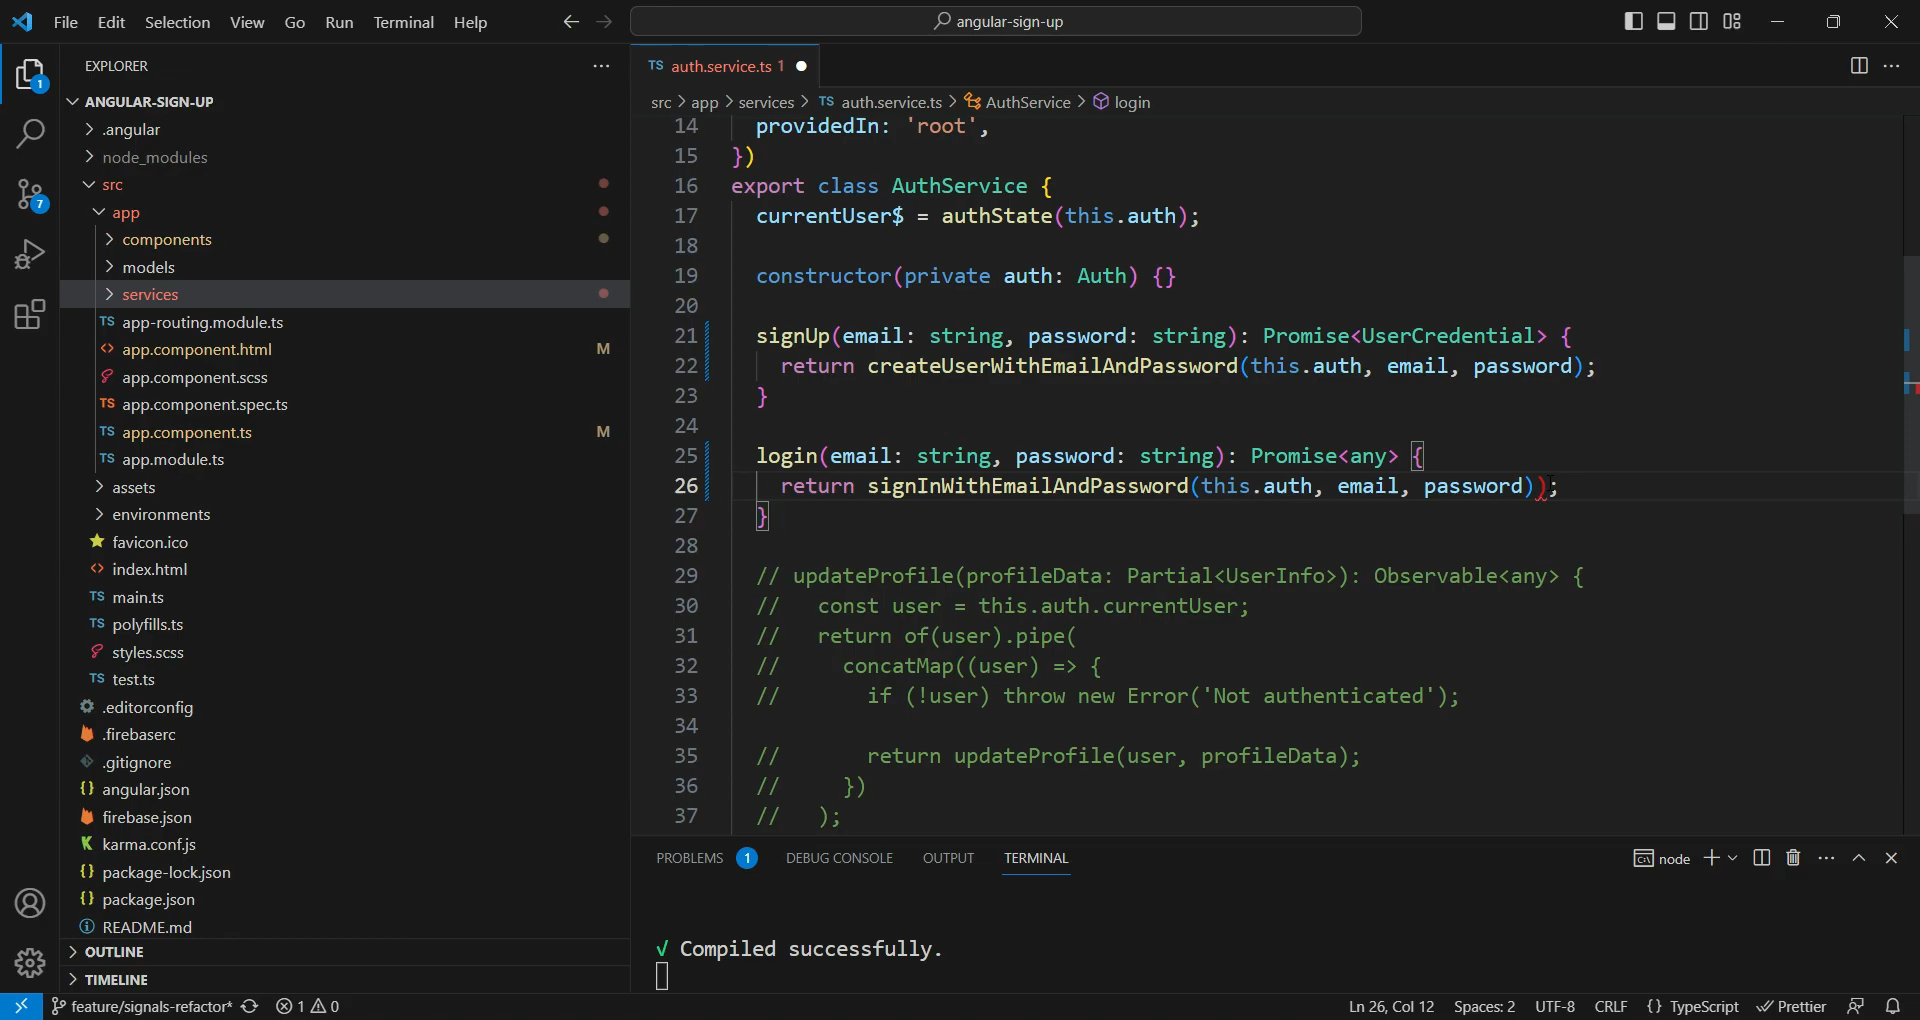 File Edit Selection View Go Run Terminal Help
angular-sign-up
EXPLORER
ANGULAR-SIGN-UP
.angular
node_modules
src
app
components
models
services
TS app-routing.module.ts
<> app.component.html M
app.component.scss
TS app.component.spec.ts
TS app.component.ts M
TS app.module.ts
assets
environments
favicon.ico
<> index.html
TS main.ts
TS polyfills.ts
styles.scss
TS test.ts
.editorconfig
.firebaserc
.gitignore
{} angular.json
firebase.json
K karma.conf.js
{} package-lock.json
{} package.json
README.md
OUTLINE
TIMELINE
1
7
TS auth.service.ts 1
src > app > services > TS auth.service.ts > AuthService > login
14 providedIn: 'root',
15 })
16 export class AuthService {
17 currentUser$ = authState(this.auth);
18
19 constructor(private auth: Auth) {}
20
21 signUp(email: string, password: string): Promise<UserCredential> {
22 return createUserWithEmailAndPassword(this.auth, email, password);
23 }
24
25 login(email: string, password: string): Promise<any> {
26 return signInWithEmailAndPassword(this.auth, email, password));
27 }
28
29 // updateProfile(profileData: Partial<UserInfo>): Observable<any> {
30 //   const user = this.auth.currentUser;
31 //   return of(user).pipe(
32 //     concatMap((user) => {
33 //       if (!user) throw new Error('Not authenticated');
34
35 //       return updateProfile(user, profileData);
36 //     })
37 //   );
PROBLEMS 1 DEBUG CONSOLE OUTPUT TERMINAL
node
√ Compiled successfully.
feature/signals-refactor* 1 0
Ln 26, Col 12 Spaces: 2 UTF-8 CRLF {} TypeScript Prettier